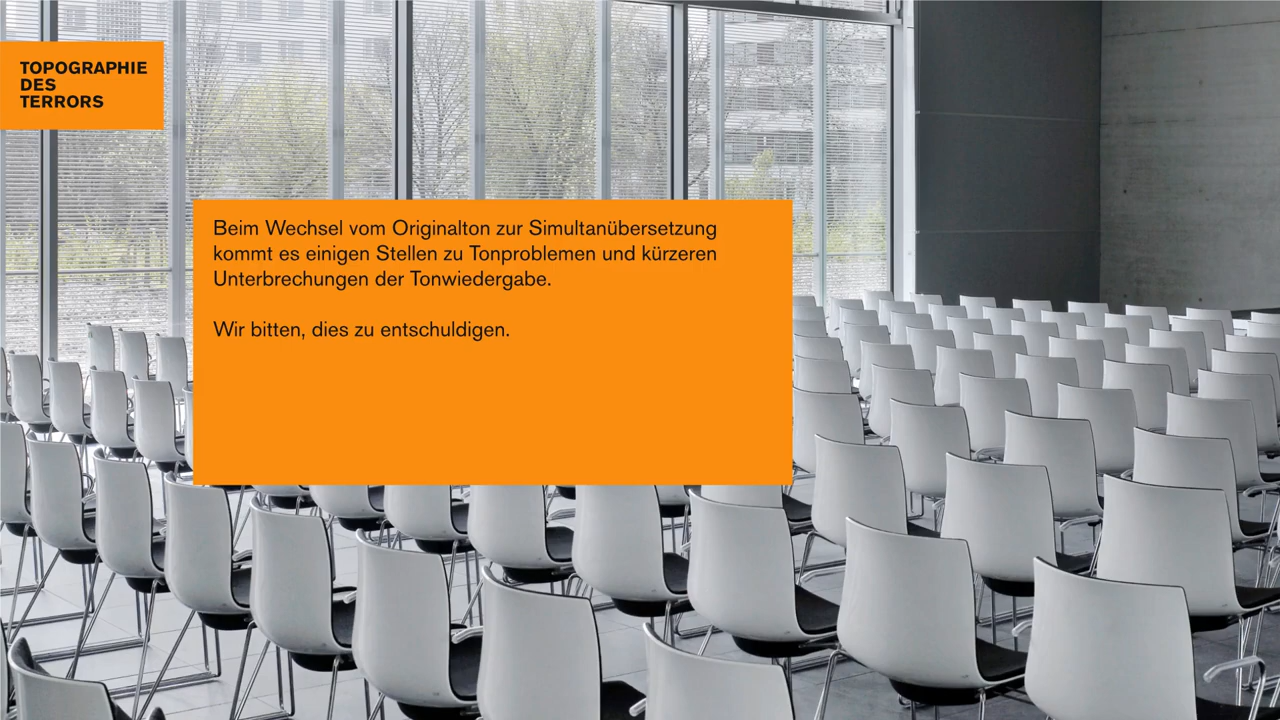 TOPOGRAPHIE
DES
TERRORS
Beim Wechsel vom Originalton zur Simultanübersetzung
kommt es einigen Stellen zu Tonproblemen und kürzeren
Unterbrechungen der Tonwiedergabe.
Wir bitten, dies zu entschuldigen.